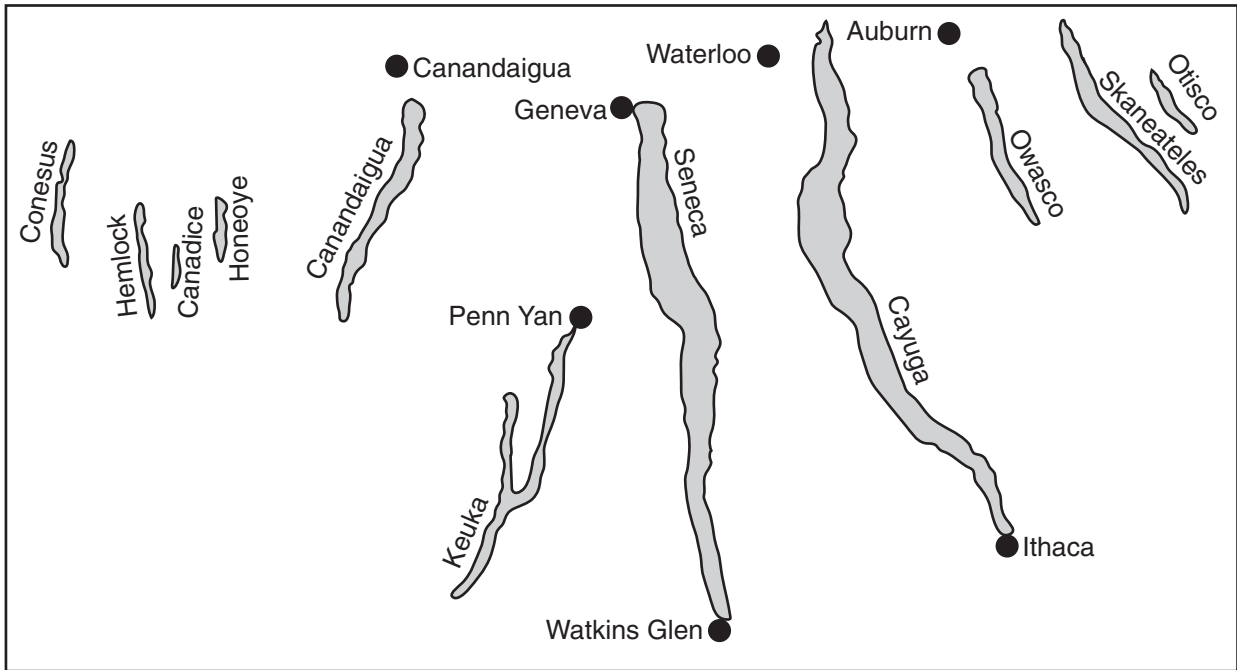 Auburn
Waterloo
Canandaigua
Geneva
Otisco
Skaneateles
Owasco
Seneca
Canandaigua
Conesus
Honeoye
Canadice
Hemlock
Penn Yan
Cayuga
Keuka
Ithaca
Watkins Glen